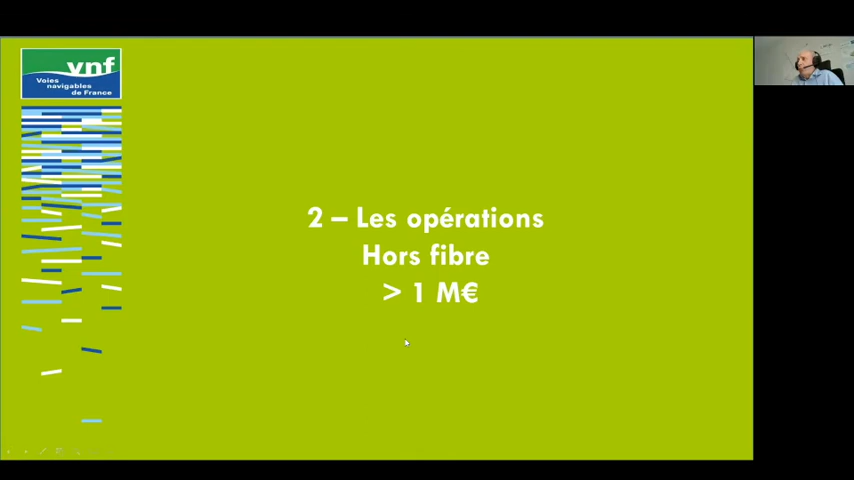 vnf
Voies
navigables
de France
2 – Les opérations
Hors fibre
> 1 M€